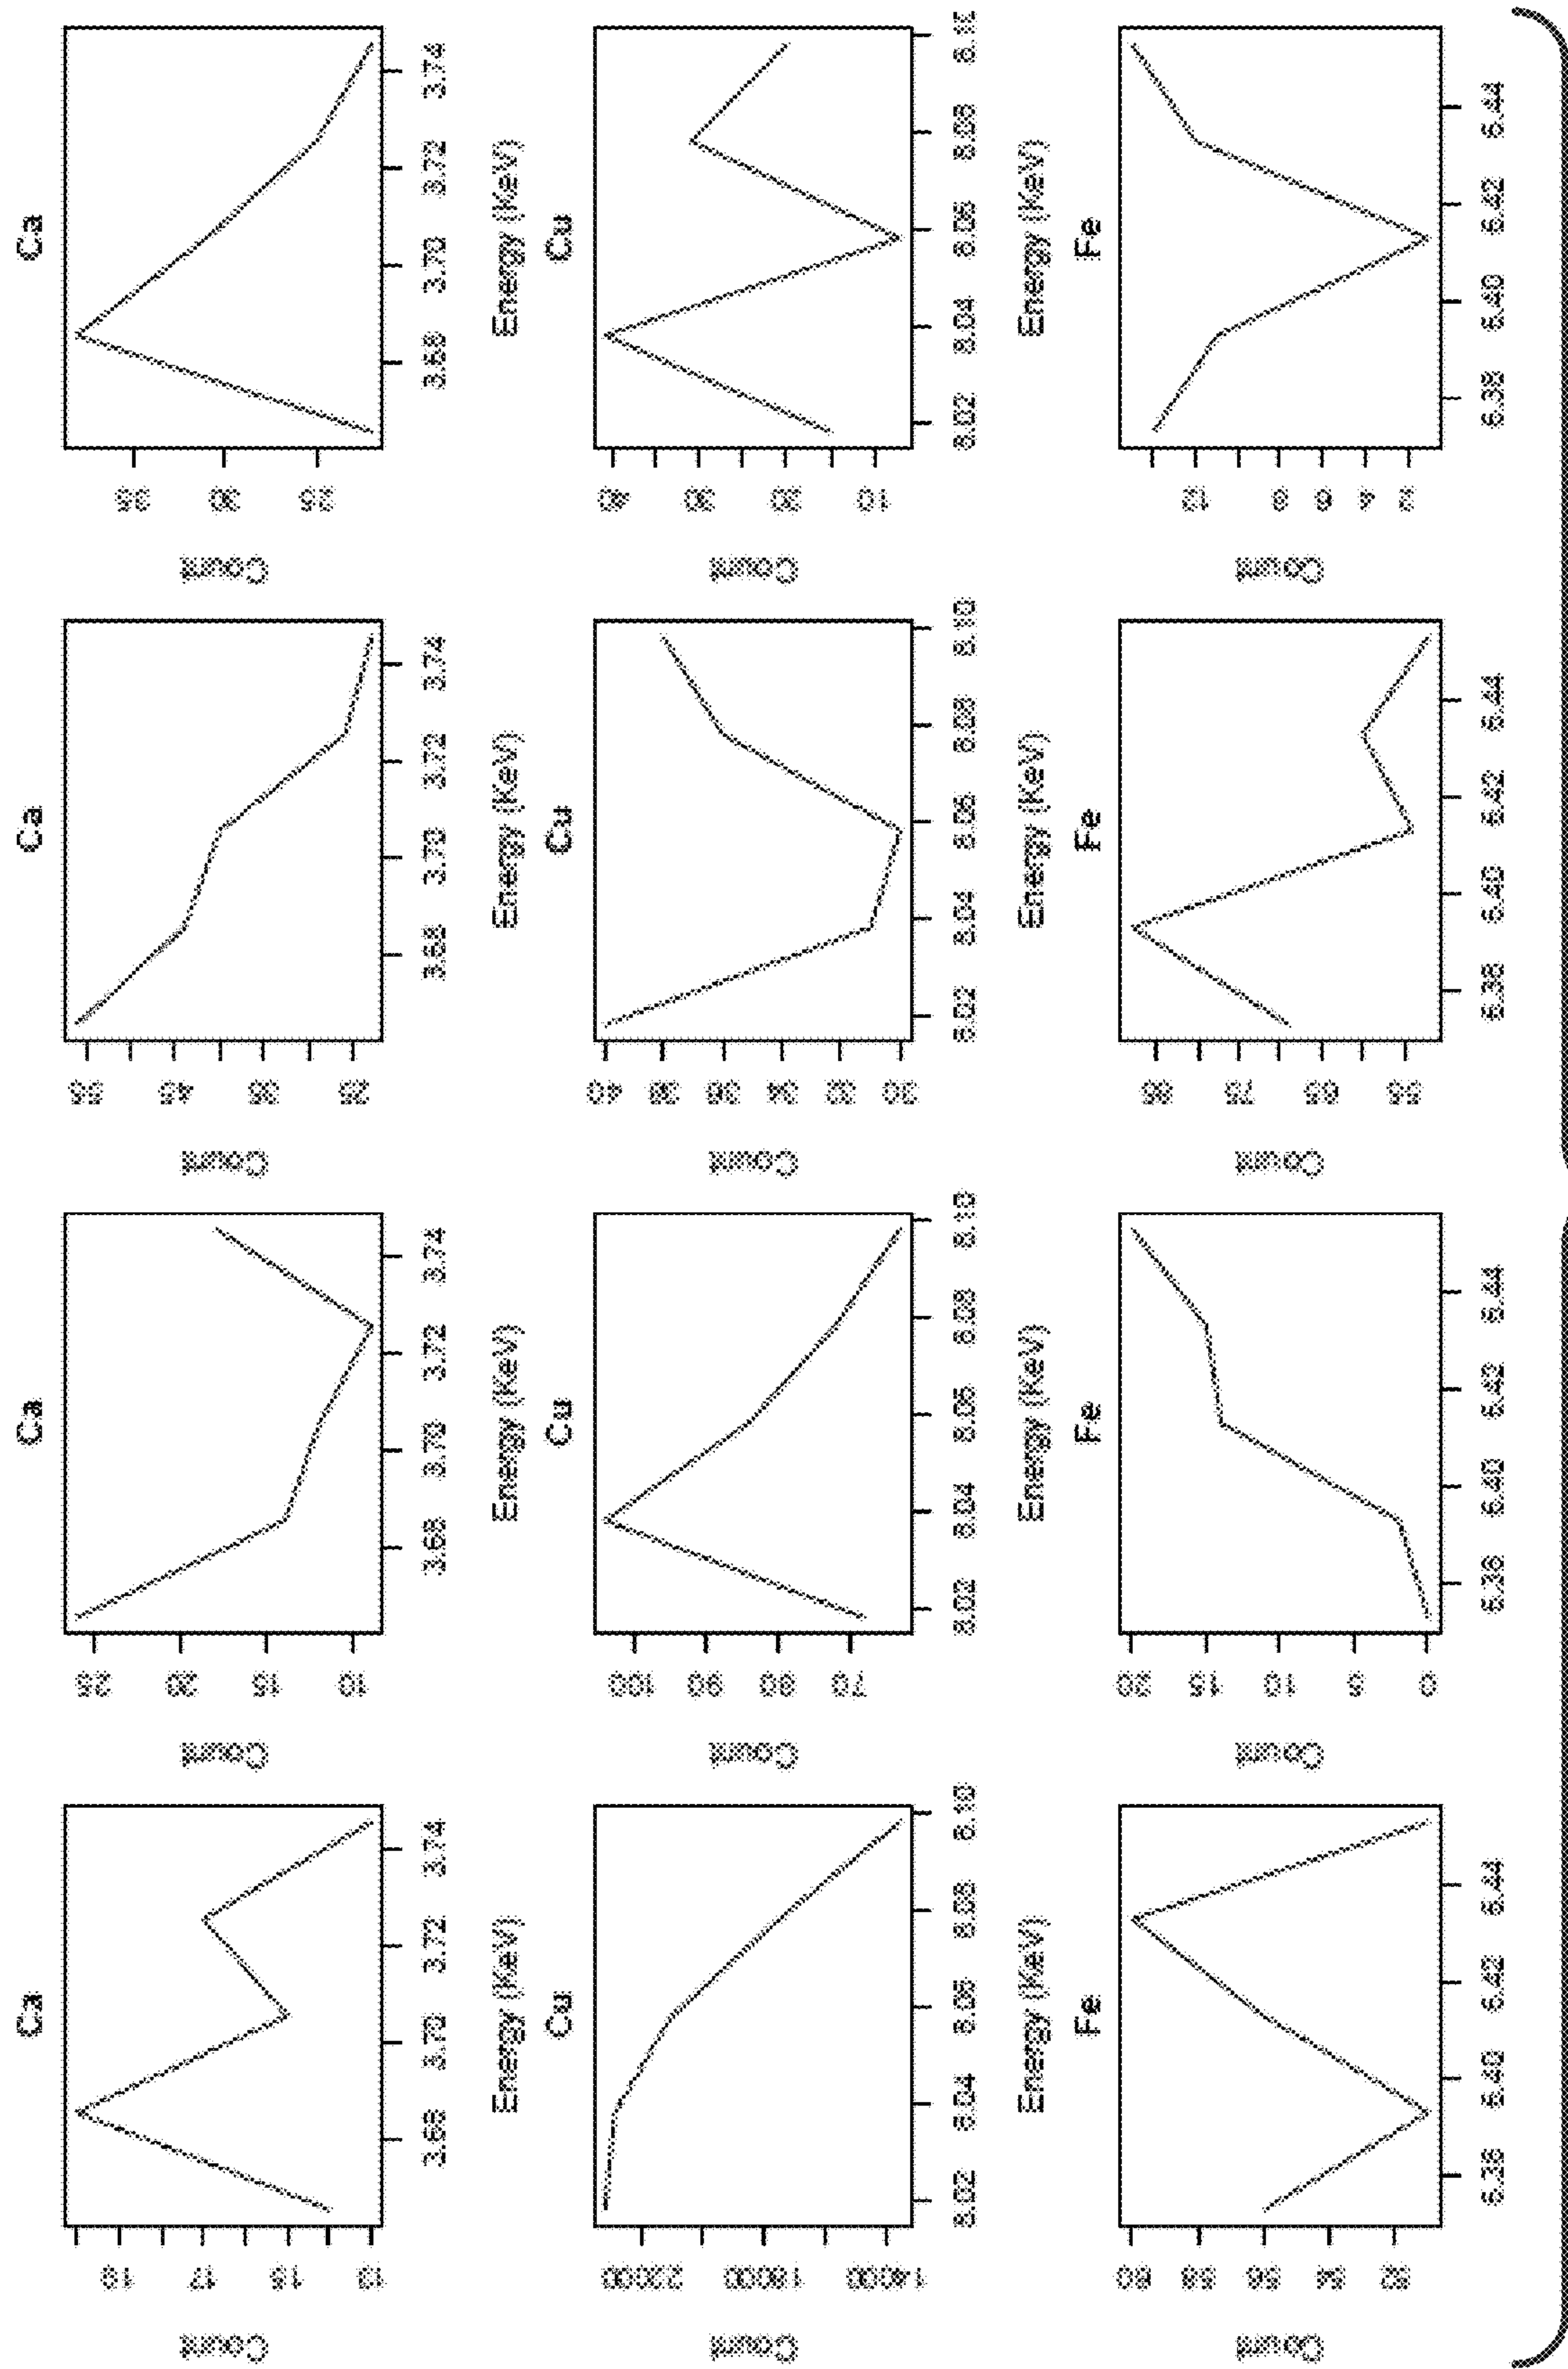 Ca Ca Ca Ca
Count 19 17 15 13
Count 25 20 15 10
Count 55 45 35 25
Count 35 30 25
3.68 3.70 3.72 3.74
3.68 3.70 3.72 3.74
3.68 3.70 3.72 3.74
3.68 3.70 3.72 3.74
Energy (KeV) Energy (KeV) Energy (KeV) Energy (KeV)
Cu Cu Cu Cu
Count 22000 18000 14000
Count 100 90 80 70
Count 40 38 36 34 32 30
Count 40 30 20 10
8.02 8.04 8.06 8.08 8.10
8.02 8.04 8.06 8.08 8.10
8.02 8.04 8.06 8.08 8.10
8.02 8.04 8.06 8.08 8.10
Energy (KeV) Energy (KeV) Energy (KeV) Energy (KeV)
Fe Fe Fe Fe
Count 60 58 56 54 52
Count 20 15 10 5 0
Count 85 75 65 55
Count 12 8 6 4 2
6.38 6.40 6.42 6.44
6.38 6.40 6.42 6.44
6.38 6.40 6.42 6.44
6.38 6.40 6.42 6.44